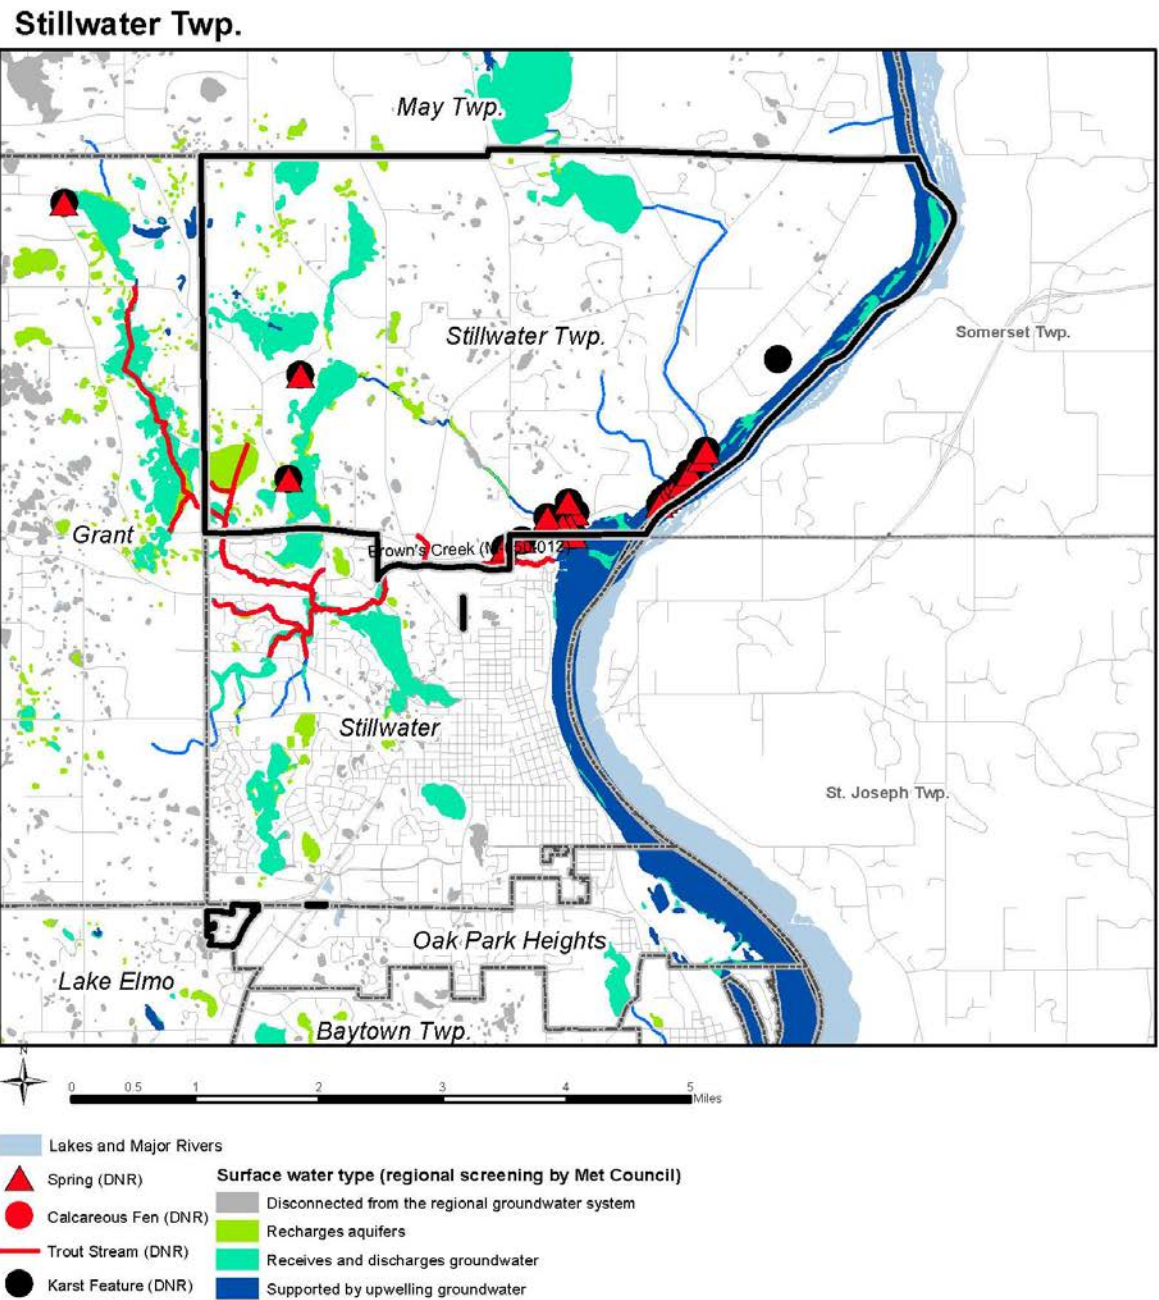 Stillwater Twp.
May Twp.
Stillwater Twp.
Somerset Twp.
Grant
Brown's Creek
Stillwater
St. Joseph Twp.
Oak Park Heights
Lake Elmo
Baytown Twp.
N
0 0.5 1 2 3 4 5
Miles
Lakes and Major Rivers
Spring (DNR)
Calcareous Fen (DNR)
Trout Stream (DNR)
Karst Feature (DNR)
Surface water type (regional screening by Met Council)
Disconnected from the regional groundwater system
Recharges aquifers
Receives and discharges groundwater
Supported by upwelling groundwater